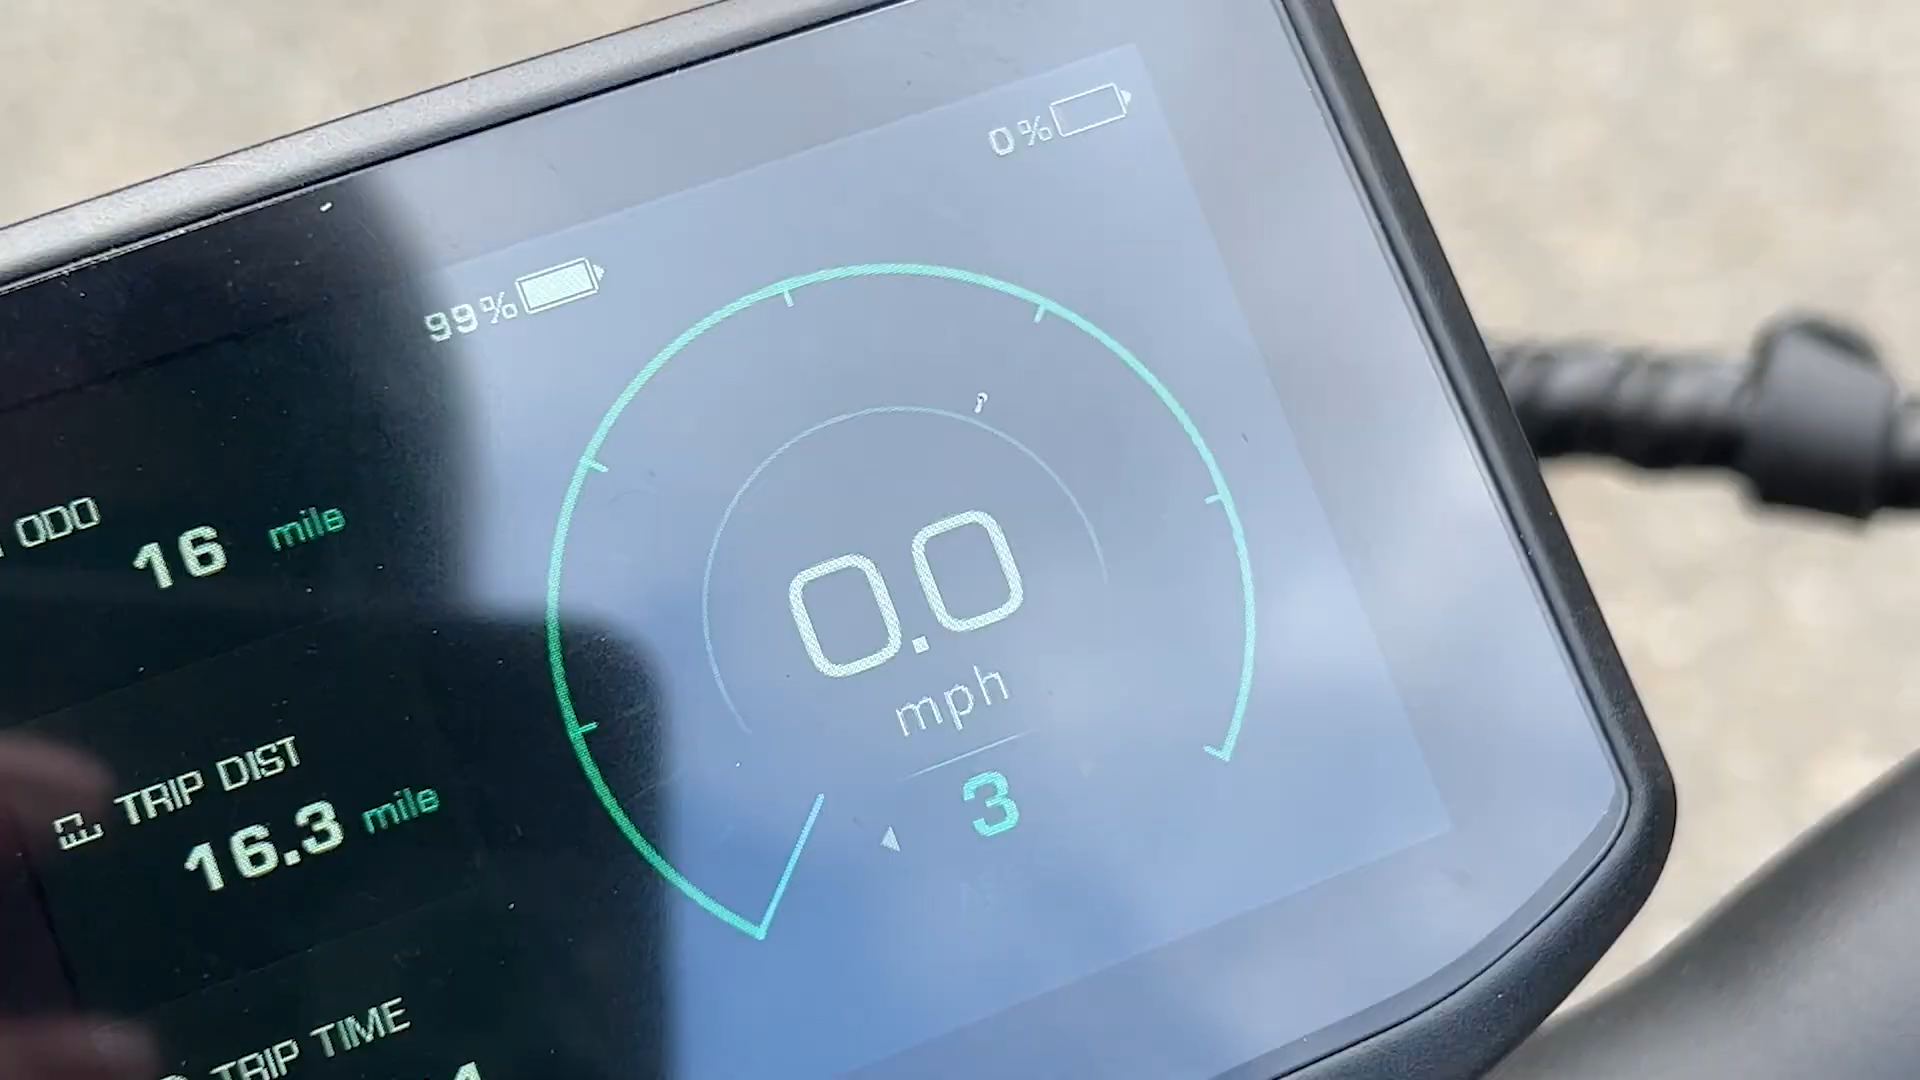 0%
99%
ODO
16 mile
0.0
mph
TRIP DIST
16.3 mile
3
TRIP TIME